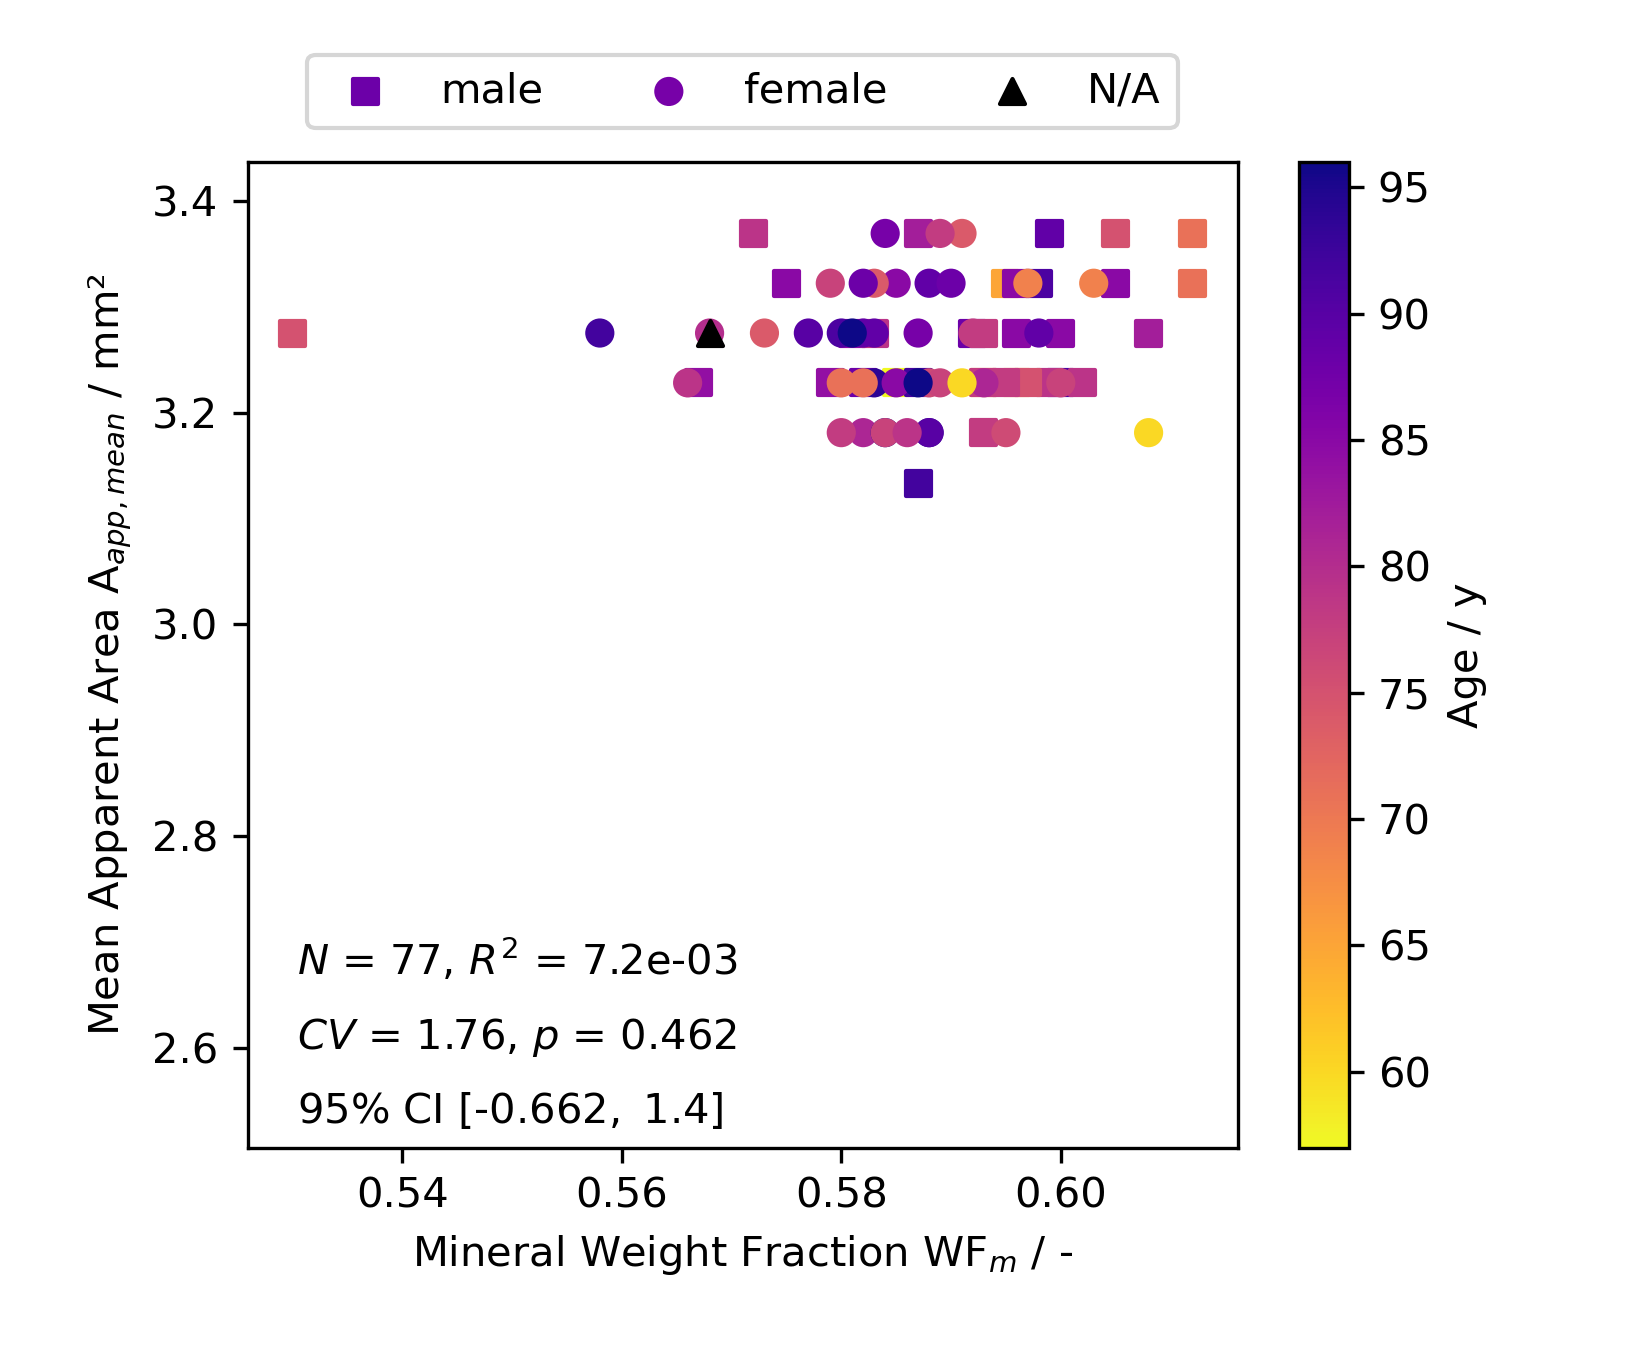 male female N/A
3.4
3.2
3.0
2.8
2.6
Mean Apparent Area A_app,mean / mm²
N = 77, R² = 7.2e-03
CV = 1.76, p = 0.462
95% CI [-0.662, 1.4]
0.54 0.56 0.58 0.60
Mineral Weight Fraction WF_m / -
95
90
85
80
75
70
65
60
Age / y